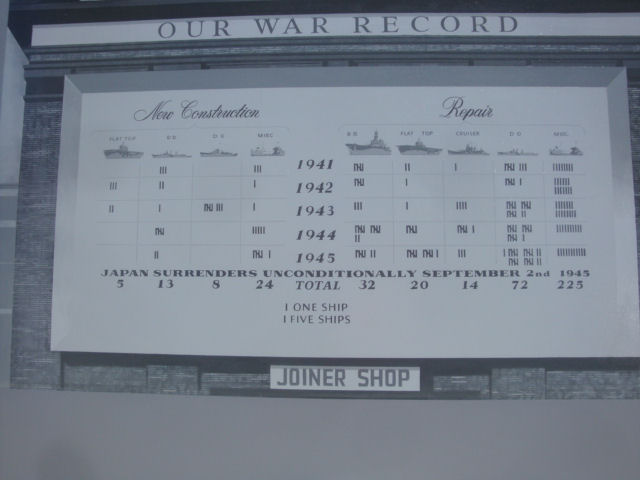 OUR WAR RECORD
New Construction Repair
FLAT TOP D.D. D.E. MISC. B.B. FLAT TOP CRUISER D.D. MISC.
1941
1942
1943
1944
1945
JAPAN SURRENDERS UNCONDITIONALLY SEPTEMBER 2nd 1945
5 13 8 24 TOTAL 32 20 14 72 225
I ONE SHIP
I FIVE SHIPS
JOINER SHOP